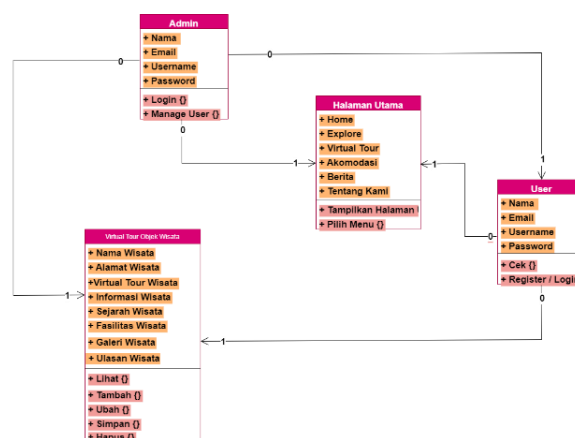 Admin
+ Nama
+ Email
+ Username
+ Password
+ Login {}
+ Manage User {}
0
0
0
1
1
1
0
0
1
1
Halaman Utama
+ Home
+ Explore
+ Virtual Tour
+ Akomodasi
+ Berita
+ Tentang Kami
+ Tampilkan Halaman
+ Pilih Menu {}
User
+ Nama
+ Email
+ Username
+ Password
+ Cek {}
+ Register / Login
Virtual Tour Objek Wisata
+ Nama Wisata
+ Alamat Wisata
+Virtual Tour Wisata
+ Informasi Wisata
+ Sejarah Wisata
+ Fasilitas Wisata
+ Galeri Wisata
+ Ulasan Wisata
+ Lihat {}
+ Tambah {}
+ Ubah {}
+ Simpan {}
+ Hapus {}